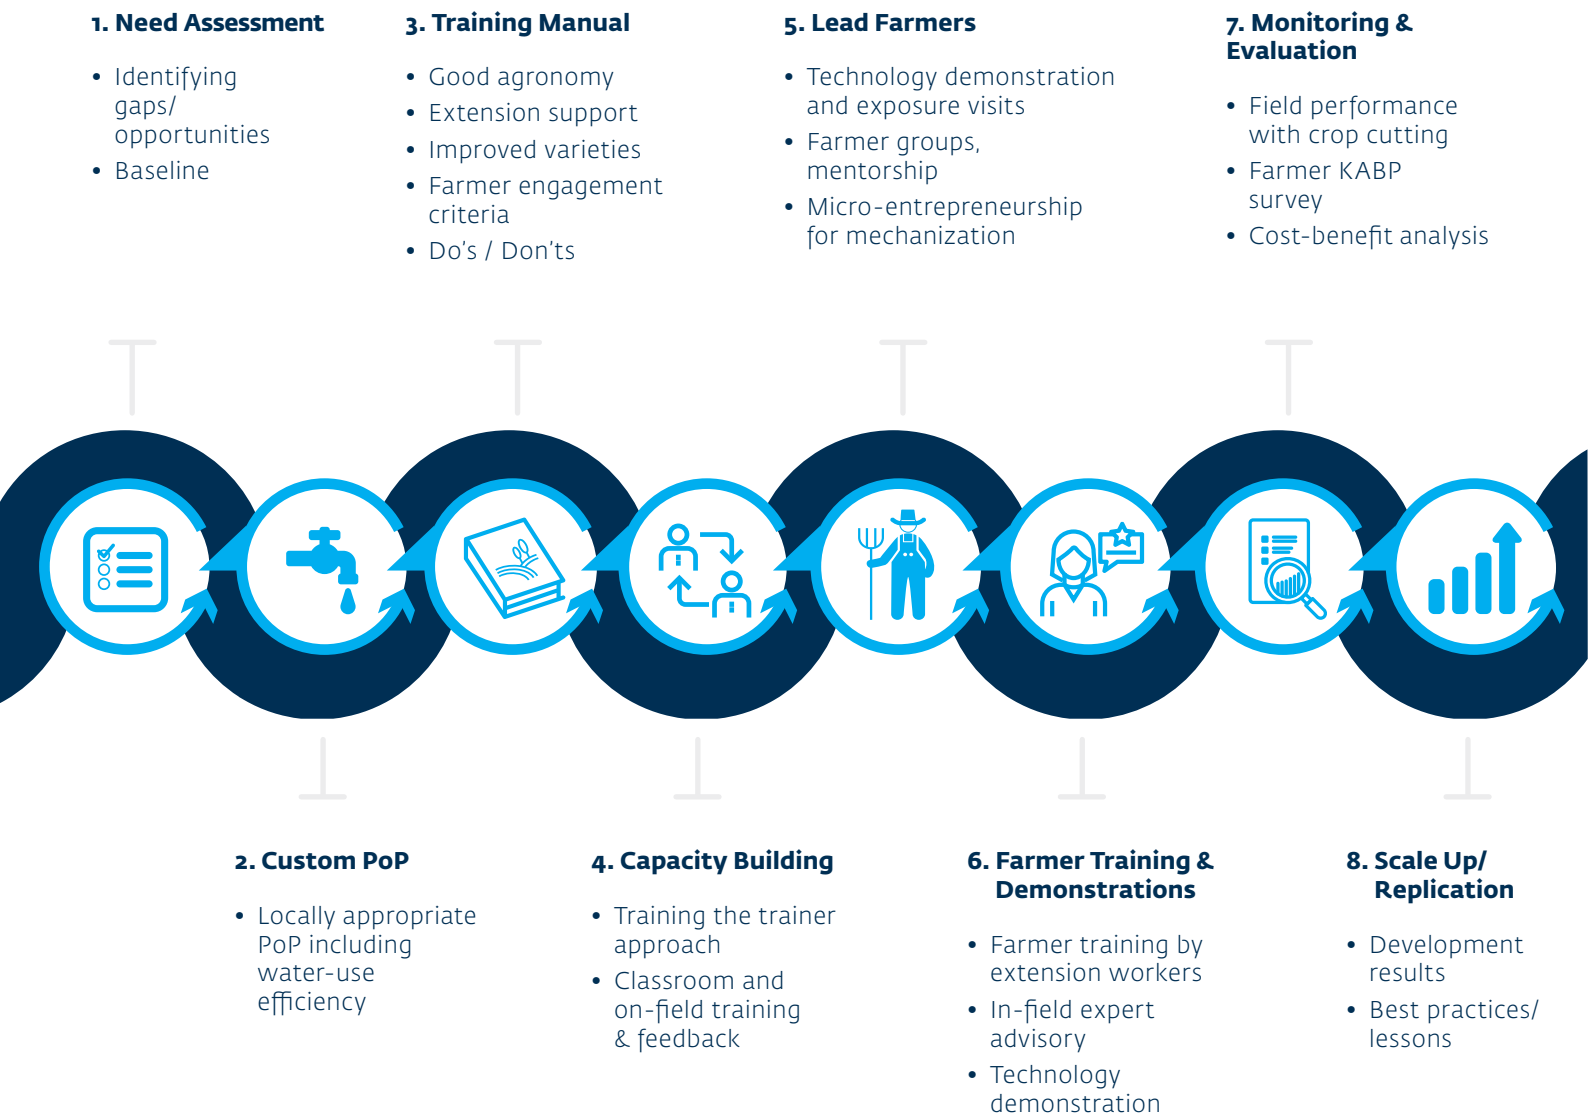 1. Need Assessment
• Identifying
gaps/
opportunities
• Baseline
3. Training Manual
• Good agronomy
• Extension support
• Improved varieties
• Farmer engagement
criteria
• Do's / Don'ts
5. Lead Farmers
• Technology demonstration
and exposure visits
• Farmer groups,
mentorship
• Micro-entrepreneurship
for mechanization
7. Monitoring &
Evaluation
• Field performance
with crop cutting
• Farmer KABP
survey
• Cost-benefit analysis
2. Custom PoP
• Locally appropriate
PoP including
water-use
efficiency
4. Capacity Building
• Training the trainer
approach
• Classroom and
on-field training
& feedback
6. Farmer Training &
Demonstrations
• Farmer training by
extension workers
• In-field expert
advisory
• Technology
demonstration
8. Scale Up/
Replication
• Development
results
• Best practices/
lessons